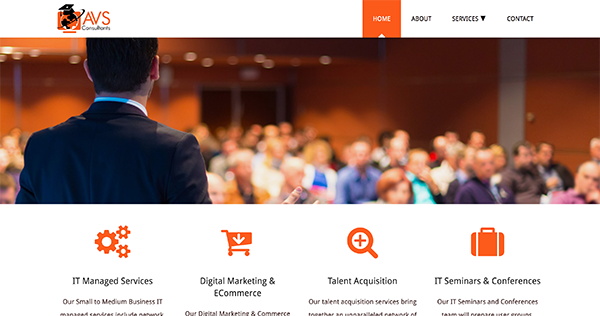 AVS
Consultants
HOME
ABOUT
SERVICES ▼
CONTACT
IT Managed Services
Our Small to Medium Business IT
managed services include network
Digital Marketing &
ECommerce
Our Digital Marketing & Commerce
Talent Acquisition
Our talent acquisition services bring
together an unparalleled network of
IT Seminars & Conferences
Our IT Seminars and Conferences
team will prepare user groups